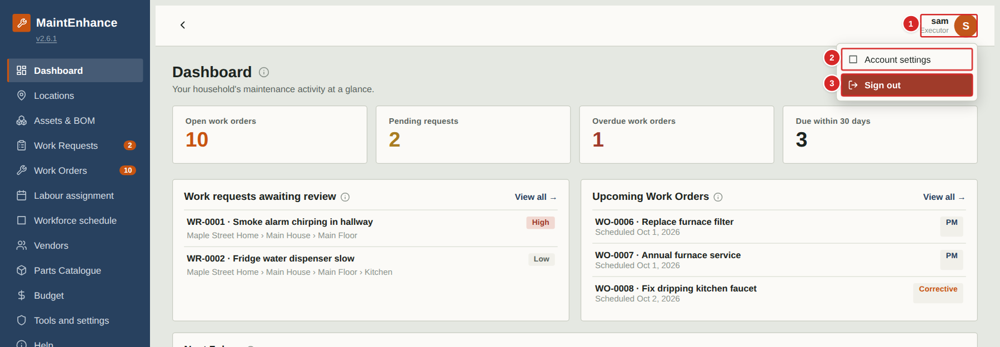 MaintEnhance
v2.6.1
Dashboard
Locations
Assets & BOM
Work Requests 2
Work Orders 10
Labour assignment
Workforce schedule
Vendors
Parts Catalogue
Budget
Tools and settings
Help
1 sam S
Executor
2 Account settings
3 Sign out
Dashboard
Your household's maintenance activity at a glance.
Open work orders
10
Pending requests
2
Overdue work orders
1
Due within 30 days
3
Work requests awaiting review View all →
WR-0001 · Smoke alarm chirping in hallway High
Maple Street Home › Main House › Main Floor
WR-0002 · Fridge water dispenser slow Low
Maple Street Home › Main House › Main Floor › Kitchen
Upcoming Work Orders View all →
WO-0006 · Replace furnace filter PM
Scheduled Oct 1, 2026
WO-0007 · Annual furnace service PM
Scheduled Oct 1, 2026
WO-0008 · Fix dripping kitchen faucet Corrective
Scheduled Oct 2, 2026